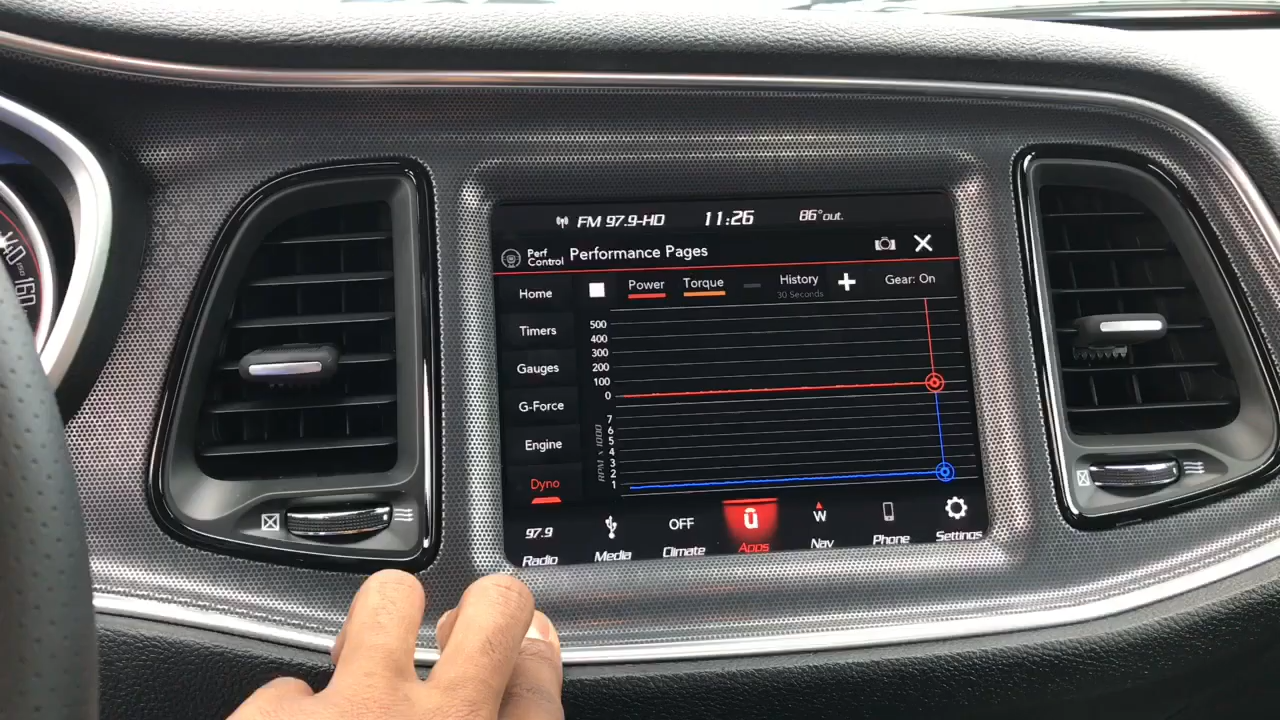 FM 97.9-HD 11:26 86° out.
Perf Control Performance Pages
Home
Timers
Gauges
G-Force
Engine
Dyno
Power Torque History 30 Seconds Gear: On
500
400
300
200
100
0
RPM x 1000
7
6
5
4
3
2
1
97.9 OFF û W
Radio Media Climate Apps Nav Phone Settings
140
160